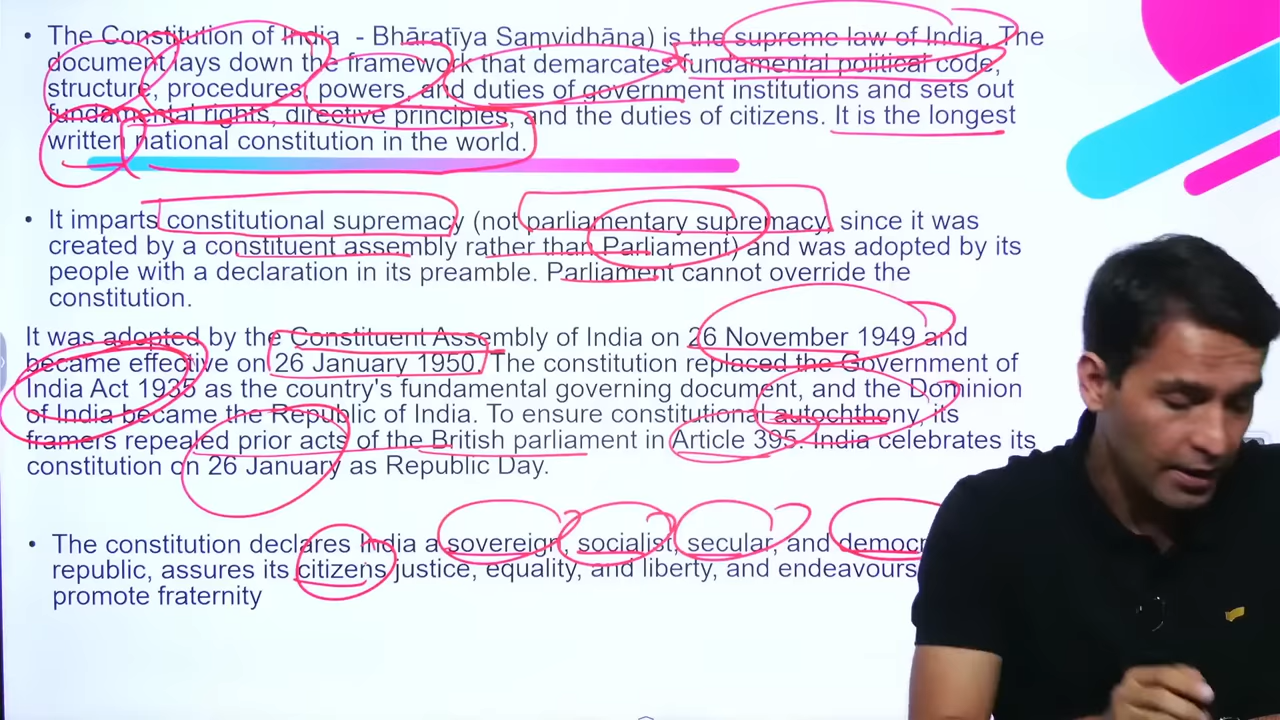 • The Constitution of India - Bhāratīya Saṃvidhāna) is the supreme law of India. The
document lays down the framework that demarcates fundamental political code,
structure, procedures, powers, and duties of government institutions and sets out
fundamental rights, directive principles, and the duties of citizens. It is the longest
written national constitution in the world.
• It imparts constitutional supremacy (not parliamentary supremacy, since it was
created by a constituent assembly rather than Parliament) and was adopted by its
people with a declaration in its preamble. Parliament cannot override the
constitution.
It was adopted by the Constituent Assembly of India on 26 November 1949 and
became effective on 26 January 1950. The constitution replaced the Government of
India Act 1935 as the country's fundamental governing document, and the Dominion
of India became the Republic of India. To ensure constitutional autochthony, its
framers repealed prior acts of the British parliament in Article 395. India celebrates its
constitution on 26 January as Republic Day.
• The constitution declares India a sovereign, socialist, secular, and democr
republic, assures its citizens justice, equality, and liberty, and endeavours
promote fraternity